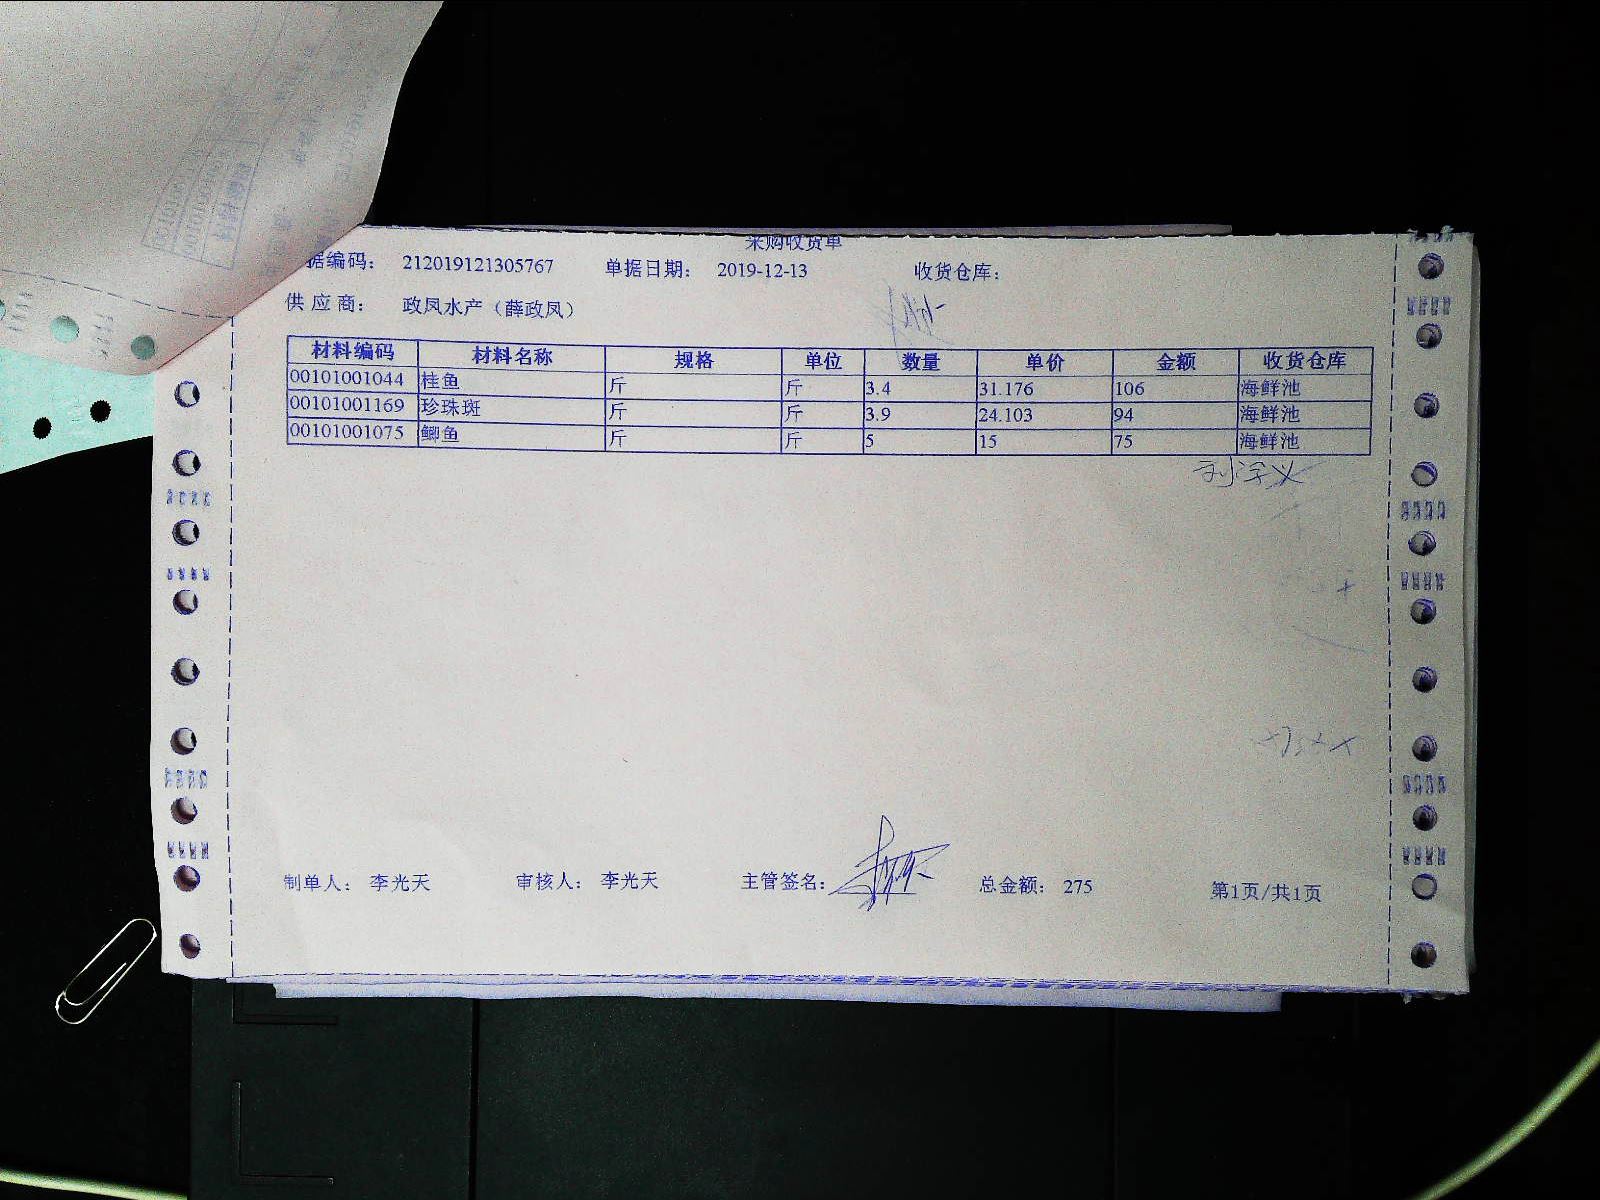 采购收货单
据编码： 212019121305767 单据日期： 2019-12-13 收货仓库：
供应商： 政凤水产（薛政凤）
材料编码 材料名称 规格 单位 数量 单价 金额 收货仓库
00101001044 桂鱼 斤 斤 3.4 31.176 106 海鲜池
00101001169 珍珠斑 斤 斤 3.9 24.103 94 海鲜池
00101001075 鲫鱼 斤 斤 5 15 75 海鲜池
制单人： 李光天 审核人： 李光天 主管签名： 总金额： 275 第1页/共1页